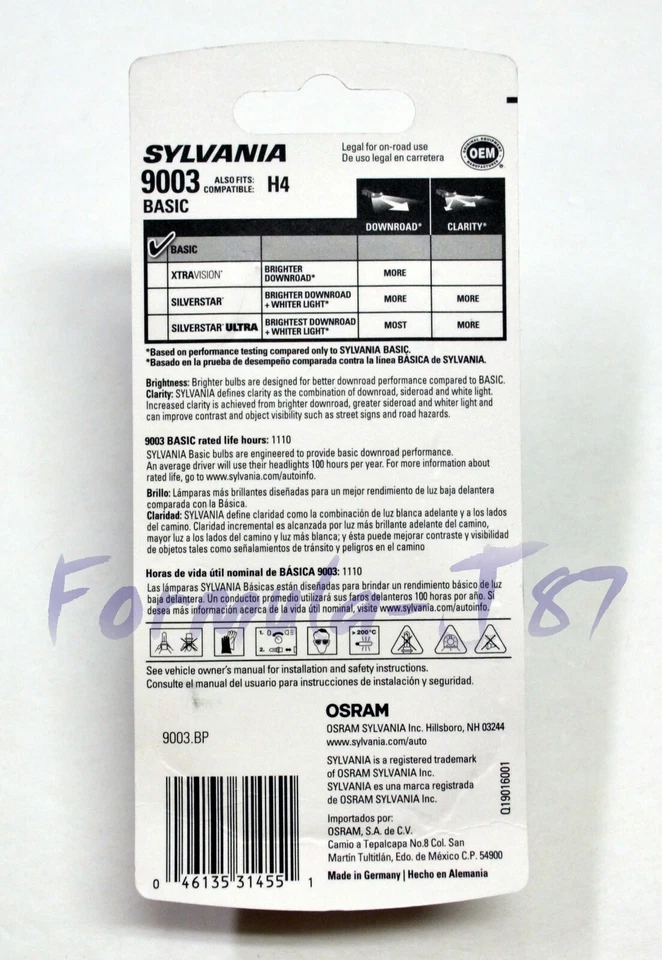 SYLVANIA
Legal for on-road use
De uso legal en carretera
ORIGINAL EQUIPMENT
OEM
MANUFACTURER
9003 ALSO FITS: H4
COMPATIBLE:
BASIC
DOWNROAD* CLARITY*
BASIC
XTRAVISION® BRIGHTER DOWNROAD* MORE
SILVERSTAR® BRIGHTER DOWNROAD + WHITER LIGHT* MORE MORE
SILVERSTAR® ULTRA BRIGHTEST DOWNROAD + WHITER LIGHT* MOST MORE
*Based on performance testing compared only to SYLVANIA BASIC.
*Basado en la prueba de desempeño comparada contra la línea BÁSICA de SYLVANIA.
Brightness: Brighter bulbs are designed for better downroad performance compared to BASIC.
Clarity: SYLVANIA defines clarity as the combination of downroad, sideroad and white light.
Increased clarity is achieved from brighter downroad, greater sideroad and whiter light and
can improve contrast and object visibility such as street signs and road hazards.
9003 BASIC rated life hours: 1110
SYLVANIA Basic bulbs are engineered to provide basic downroad performance.
An average driver will use their headlights 100 hours per year. For more information about
rated life, go to www.sylvania.com/autoinfo.
Brillo: Lámparas más brillantes diseñadas para un mejor rendimiento de luz baja delantera
comparada con la Básica.
Claridad: SYLVANIA define claridad como la combinación de luz blanca adelante y a los lados
del camino. Claridad incremental es alcanzada por luz más brillante adelante del camino,
mayor luz a los lados del camino y luz más blanca; y ésta puede mejorar contraste y visibilidad
de objetos tales como señalamientos de tránsito y peligros en el camino
Horas de vida útil nominal de BÁSICA 9003: 1110
Las lámparas SYLVANIA Básicas están diseñadas para brindar un rendimiento básico de luz
baja delantero. Un conductor promedio utilizará sus faros delanteros 100 horas por año. Si
desea más información acerca de la vida útil nominal, visite www.sylvania.com/autoinfo.
Formula-J87
1.
2.
>200°C
See vehicle owner's manual for installation and safety instructions.
Consulte el manual del usuario para instrucciones de instalación y seguridad.
9003.BP
OSRAM
OSRAM SYLVANIA Inc. Hillsboro, NH 03244
www.sylvania.com/auto
SYLVANIA is a registered trademark
of OSRAM SYLVANIA Inc.
SYLVANIA es una marca registrada
de OSRAM SYLVANIA Inc.
Importados por:
OSRAM, S.A. de C.V.
Camio a Tepalcapa No.8 Col. San
Martín Tultitlán, Edo. de México C.P. 54900
Made in Germany | Hecho en Alemania
Q19016001
0 46135 31455 1